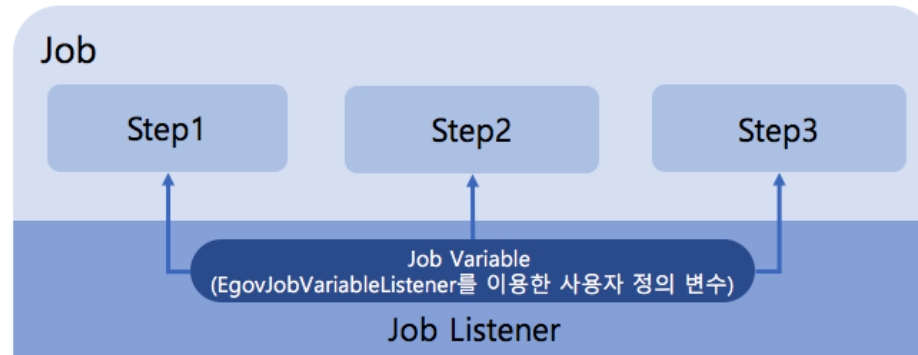 Job
Step1
Step2
Step3
Job Variable
(EgovJobVariableListener를 이용한 사용자 정의 변수)
Job Listener